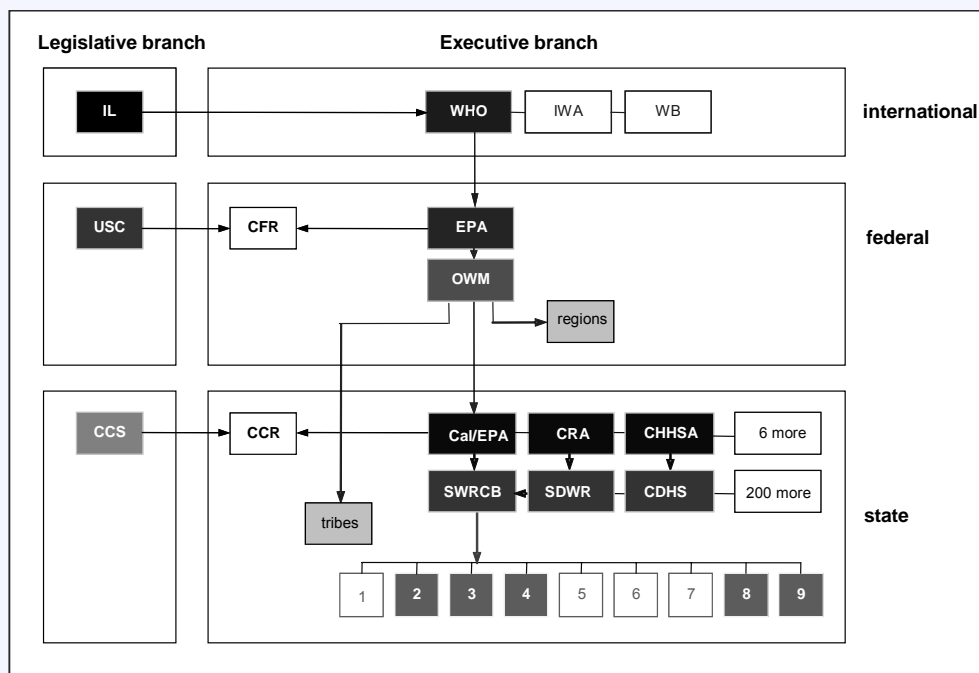 Legislative branch
Executive branch
IL
WHO
IWA
WB
international
USC
CFR
EPA
federal
OWM
regions
CCS
CCR
Cal/EPA
CRA
CHHSA
6 more
SWRCB
SDWR
CDHS
200 more
tribes
state
1
2
3
4
5
6
7
8
9